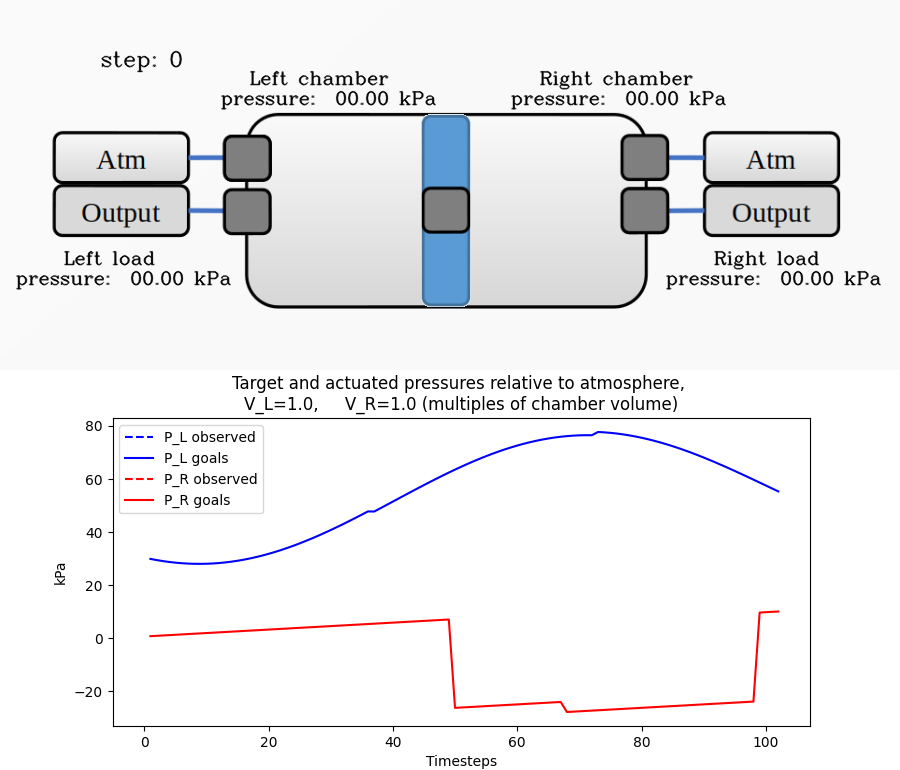 step: 0
Left chamber
pressure: 00.00 kPa
Right chamber
pressure: 00.00 kPa
Atm
Output
Atm
Output
Left load
pressure: 00.00 kPa
Right load
pressure: 00.00 kPa
Target and actuated pressures relative to atmosphere,
V_L=1.0, V_R=1.0 (multiples of chamber volume)
P_L observed
P_L goals
P_R observed
P_R goals
kPa
80
60
40
20
0
−20
0 20 40 60 80 100
Timesteps